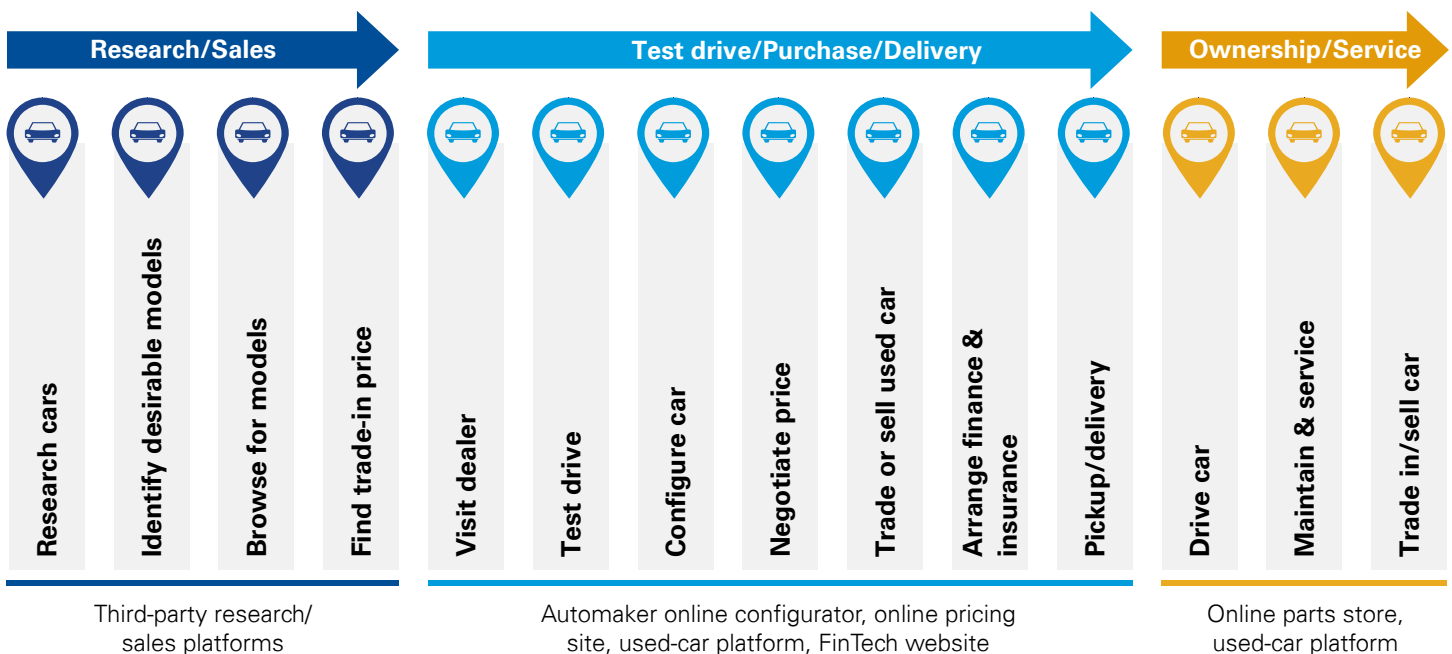 Research/Sales
Test drive/Purchase/Delivery
Ownership/Service
Research cars
Identify desirable models
Browse for models
Find trade-in price
Visit dealer
Test drive
Configure car
Negotiate price
Trade or sell used car
Arrange finance &
insurance
Pickup/delivery
Drive car
Maintain & service
Trade in/sell car
Third-party research/
sales platforms
Automaker online configurator, online pricing
site, used-car platform, FinTech website
Online parts store,
used-car platform